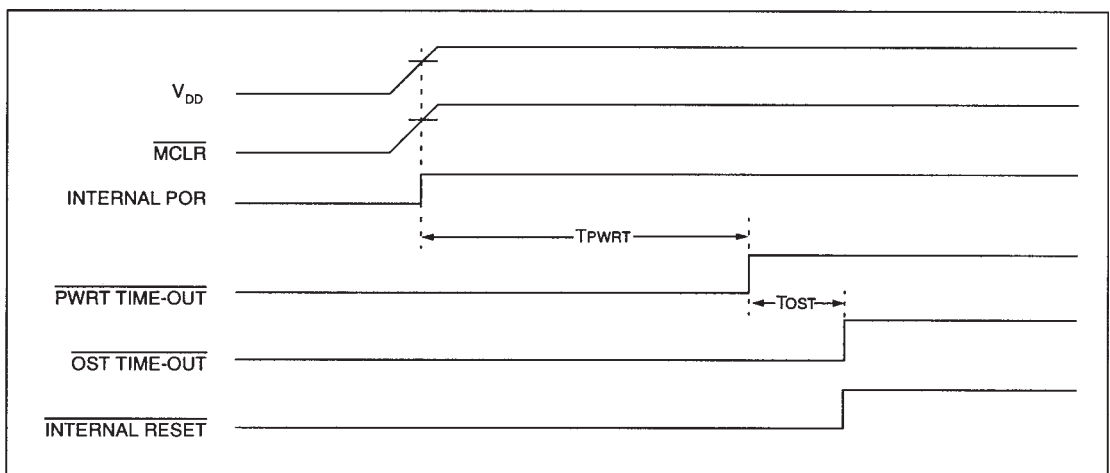 VDD
MCLR
INTERNAL POR
TPWRT
PWRT TIME-OUT
TOST
OST TIME-OUT
INTERNAL RESET